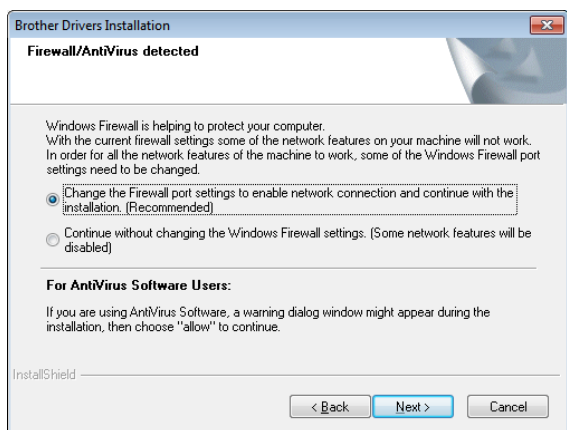 Brother Drivers Installation
Firewall/AntiVirus detected
Windows Firewall is helping to protect your computer.
With the current firewall settings some of the network features on your machine will not work.
In order for all the network features of the machine to work, some of the Windows Firewall port
settings need to be changed.
Change the Firewall port settings to enable network connection and continue with the
installation. (Recommended)
Continue without changing the Windows Firewall settings. (Some network features will be
disabled)
For AntiVirus Software Users:
If you are using AntiVirus Software, a warning dialog window might appear during the
installation, then choose "allow" to continue.
InstallShield
< Back
Next >
Cancel